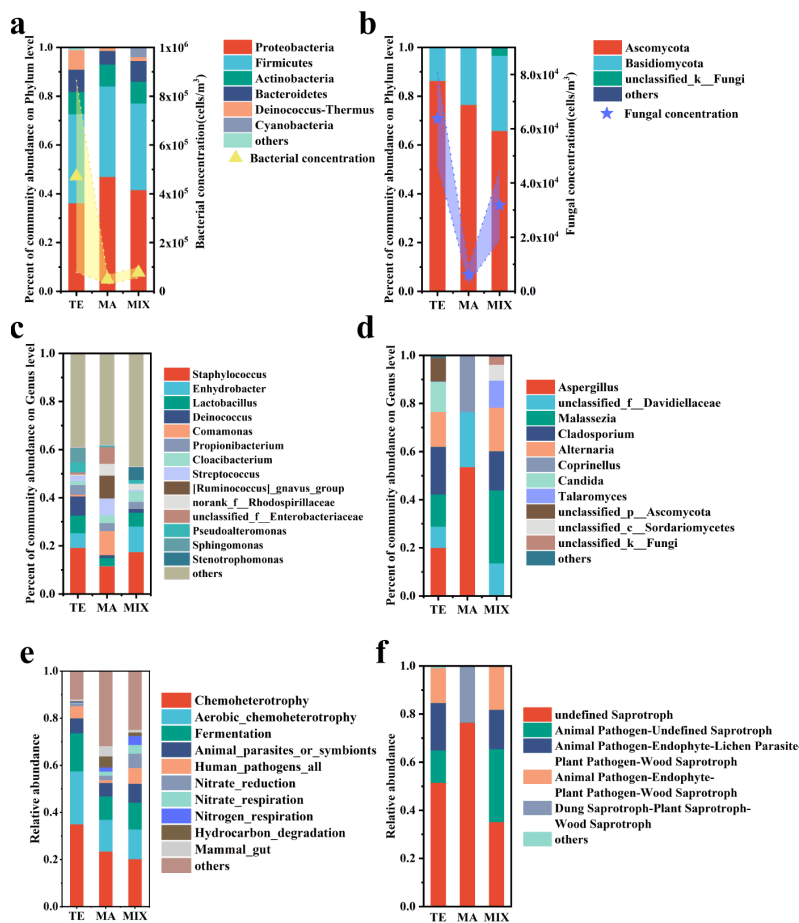 a
Percent of community abundance on Phylum level
1.0
0.8
0.6
0.4
0.2
0.0
TE MA MIX
1×10⁶
8×10⁵
6×10⁵
4×10⁵
2×10⁵
0
Bacterial concentration(cells/m³)
Proteobacteria
Firmicutes
Actinobacteria
Bacteroidetes
Deinococcus-Thermus
Cyanobacteria
others
Bacterial concentration
b
Percent of community abundance on Phylum level
1.0
0.8
0.6
0.4
0.2
0.0
TE MA MIX
8.0x10⁴
6.0x10⁴
4.0x10⁴
2.0x10⁴
0.0
Fungal concentration(cells/m³)
Ascomycota
Basidiomycota
unclassified_k__Fungi
others
Fungal concentration
c
Percent of community abundance on Genus level
1.0
0.8
0.6
0.4
0.2
0.0
TE MA MIX
Staphylococcus
Enhydrobacter
Lactobacillus
Deinococcus
Comamonas
Propionibacterium
Cloacibacterium
Streptococcus
[Ruminococcus]_gnavus_group
norank_f__Rhodospirillaceae
unclassified_f__Enterobacteriaceae
Pseudoalteromonas
Sphingomonas
Stenotrophomonas
others
d
Percent of community abundance on Genus level
1.0
0.8
0.6
0.4
0.2
0.0
TE MA MIX
Aspergillus
unclassified_f__Davidiellaceae
Malassezia
Cladosporium
Alternaria
Coprinellus
Candida
Talaromyces
unclassified_p__Ascomycota
unclassified_c__Sordariomycetes
unclassified_k__Fungi
others
e
Relative abundance
1.0
0.8
0.6
0.4
0.2
0.0
TE MA MIX
Chemoheterotrophy
Aerobic_chemoheterotrophy
Fermentation
Animal_parasites_or_symbionts
Human_pathogens_all
Nitrate_reduction
Nitrate_respiration
Nitrogen_respiration
Hydrocarbon_degradation
Mammal_gut
others
f
Relative abundance
1.0
0.8
0.6
0.4
0.2
0.0
TE MA MIX
undefined Saprotroph
Animal Pathogen-Undefined Saprotroph
Animal Pathogen-Endophyte-Lichen Parasite-
Plant Pathogen-Wood Saprotroph
Animal Pathogen-Endophyte-
Plant Pathogen-Wood Saprotroph
Dung Saprotroph-Plant Saprotroph-
Wood Saprotroph
others